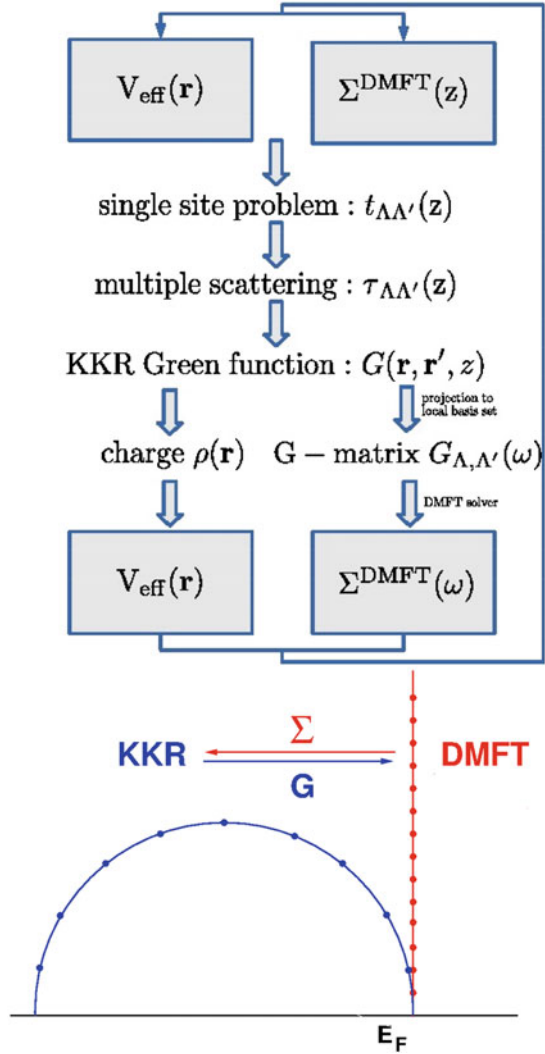 V_eff(r) Σ^DMFT(z)
single site problem : t_ΛΛ′(z)
multiple scattering : τ_ΛΛ′(z)
KKR Green function : G(r, r′, z)
projection to
local basis set
charge ρ(r) G − matrix G_Λ,Λ′(ω)
DMFT solver
V_eff(r) Σ^DMFT(ω)
Σ
KKR DMFT
G
E_F